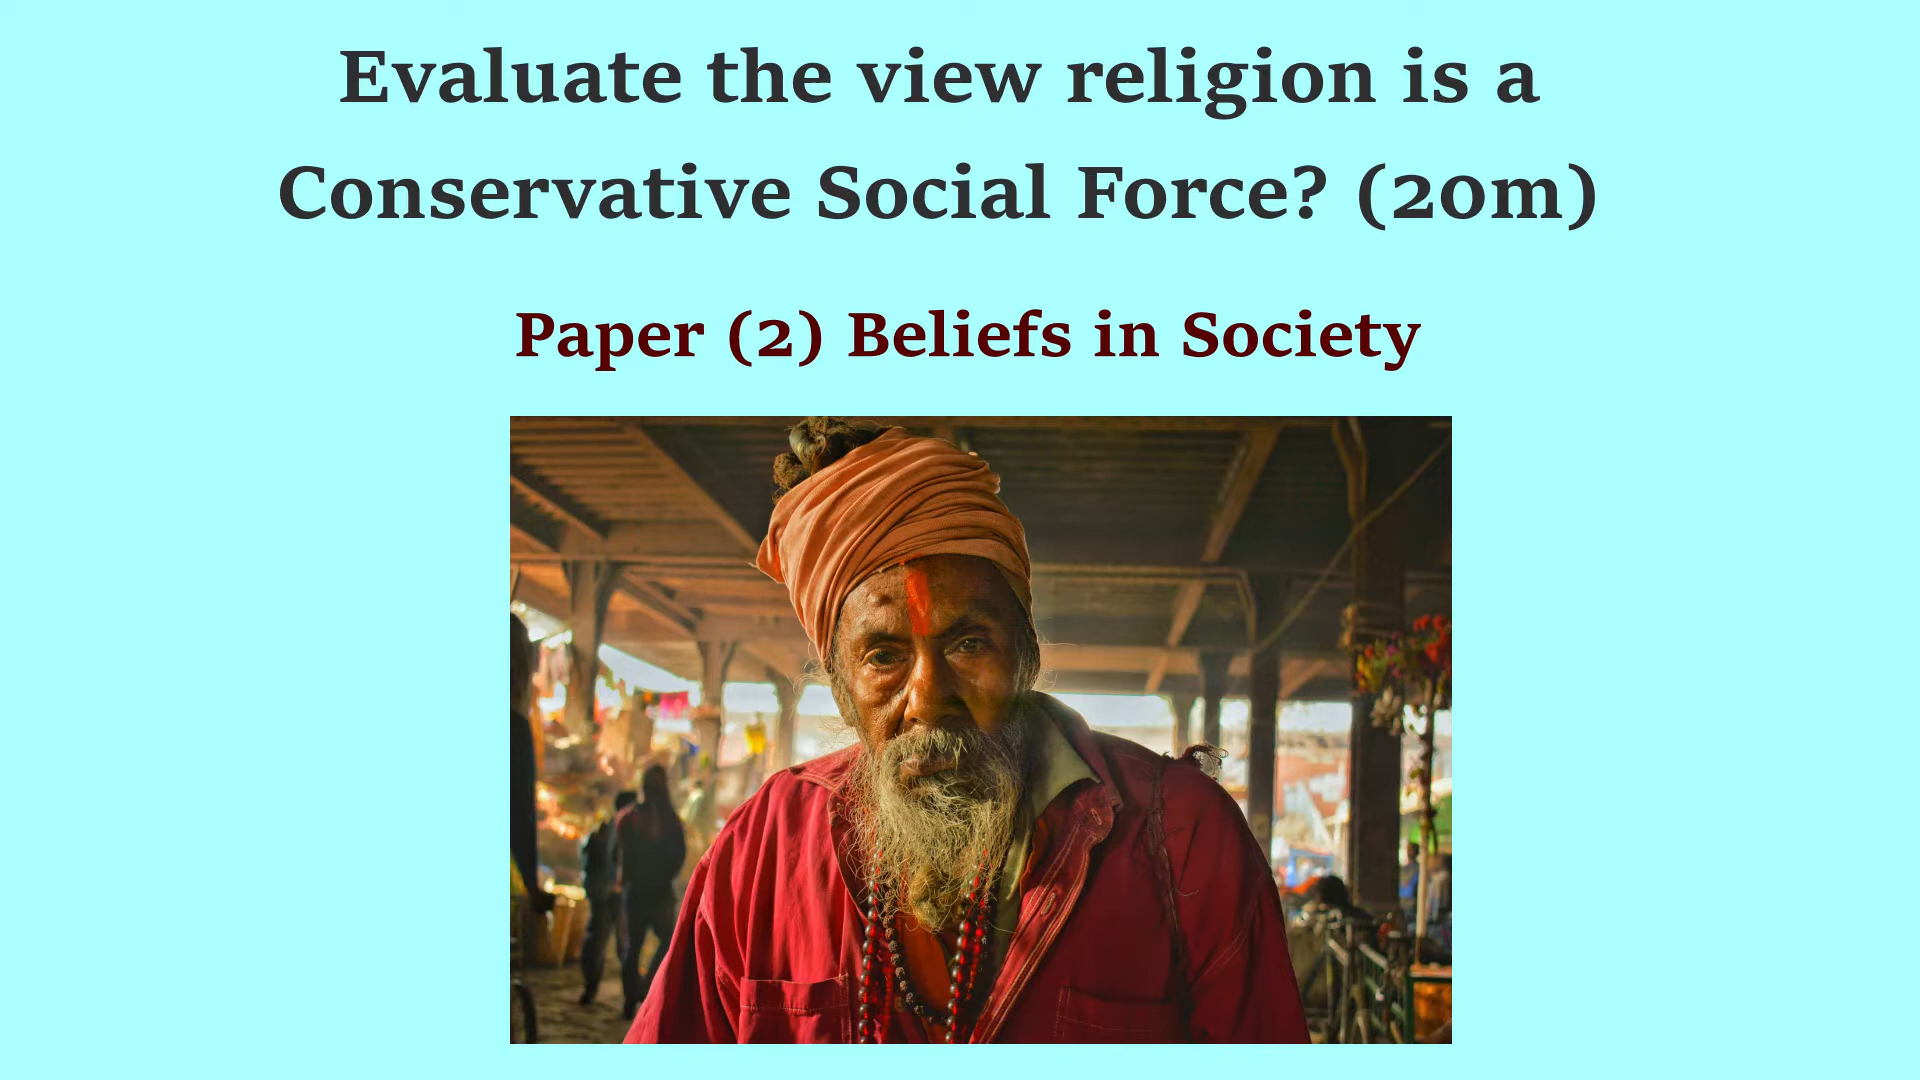 Evaluate the view religion is a
Conservative Social Force? (20m)
Paper (2) Beliefs in Society